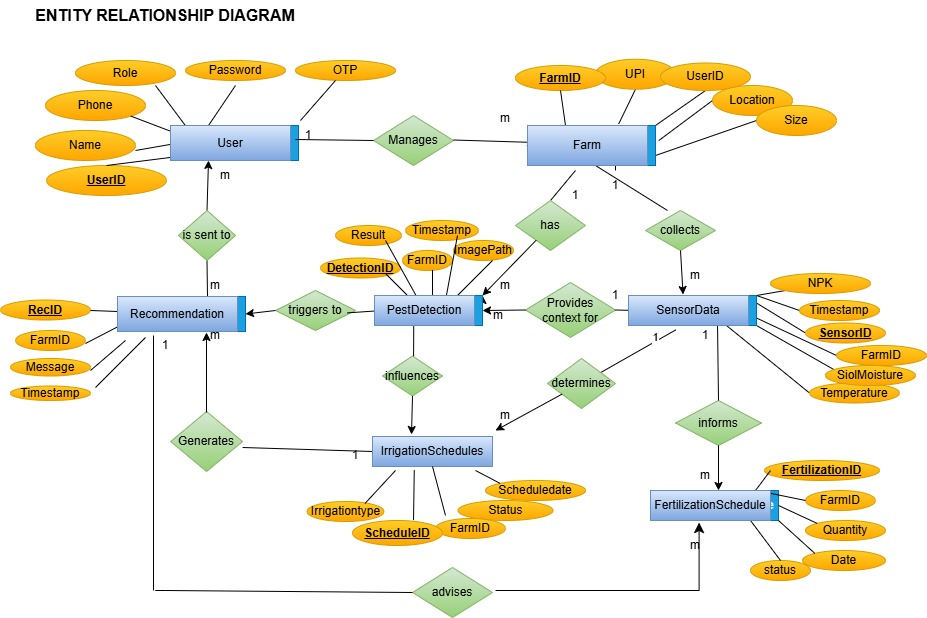 ENTITY RELATIONSHIP DIAGRAM
Role
Password
OTP
Phone
Name
UserID
User
1
Manages
m
FarmID
UPI
UserID
Location
Size
Farm
m
is sent to
m
1
has
m
1
collects
m
Result
Timestamp
ImagePath
FarmID
DetectionID
PestDetection
triggers to
m
Provides
context for
1
SensorData
NPK
Timestamp
SensorID
FarmID
SiolMoisture
Temperature
RecID
FarmID
Message
Timestamp
Recommendation
1
m
Generates
1
influences
determines
1
m
1
informs
m
IrrigationSchedules
Irrigationtype
ScheduleID
FarmID
Status
Scheduledate
FertilizationSchedule
e
FertilizationID
FarmID
Quantity
Date
status
m
advises